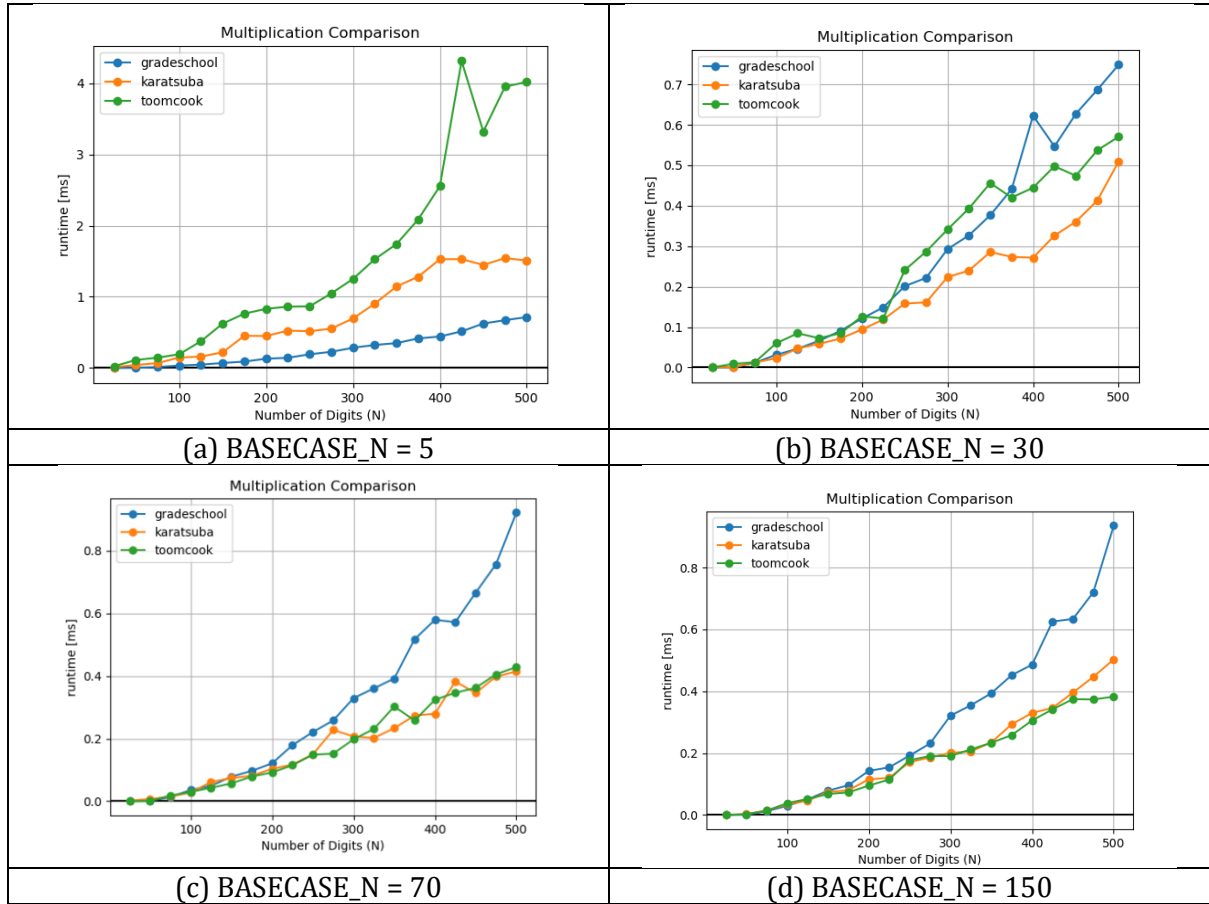 Multiplication Comparison
gradeschool
karatsuba
toomcook
4
3
2
1
0
runtime [ms]
100
200
300
400
500
Number of Digits (N)
(a) BASECASE_N = 5
Multiplication Comparison
gradeschool
karatsuba
toomcook
0.7
0.6
0.5
0.4
0.3
0.2
0.1
0.0
runtime [ms]
100
200
300
400
500
Number of Digits (N)
(b) BASECASE_N = 30
Multiplication Comparison
gradeschool
karatsuba
toomcook
0.8
0.6
0.4
0.2
0.0
runtime [ms]
100
200
300
400
500
Number of Digits (N)
(c) BASECASE_N = 70
Multiplication Comparison
gradeschool
karatsuba
toomcook
0.8
0.6
0.4
0.2
0.0
runtime [ms]
100
200
300
400
500
Number of Digits (N)
(d) BASECASE_N = 150